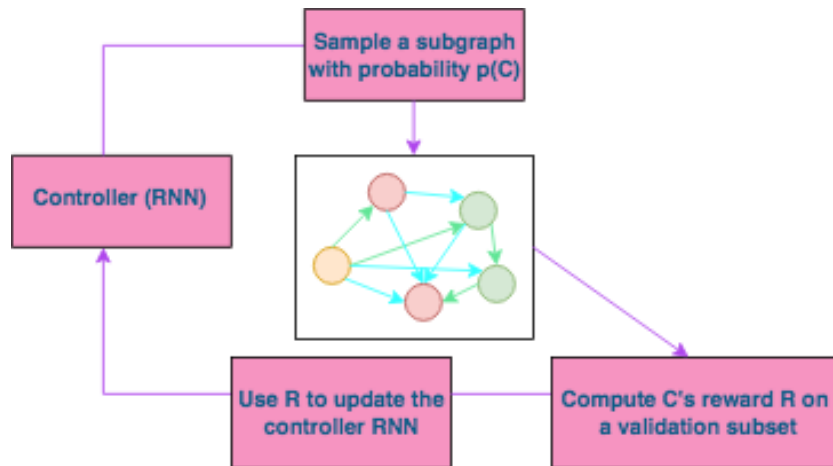 Sample a subgraph
with probability p(C)
Controller (RNN)
Use R to update the
controller RNN
Compute C's reward R on
a validation subset